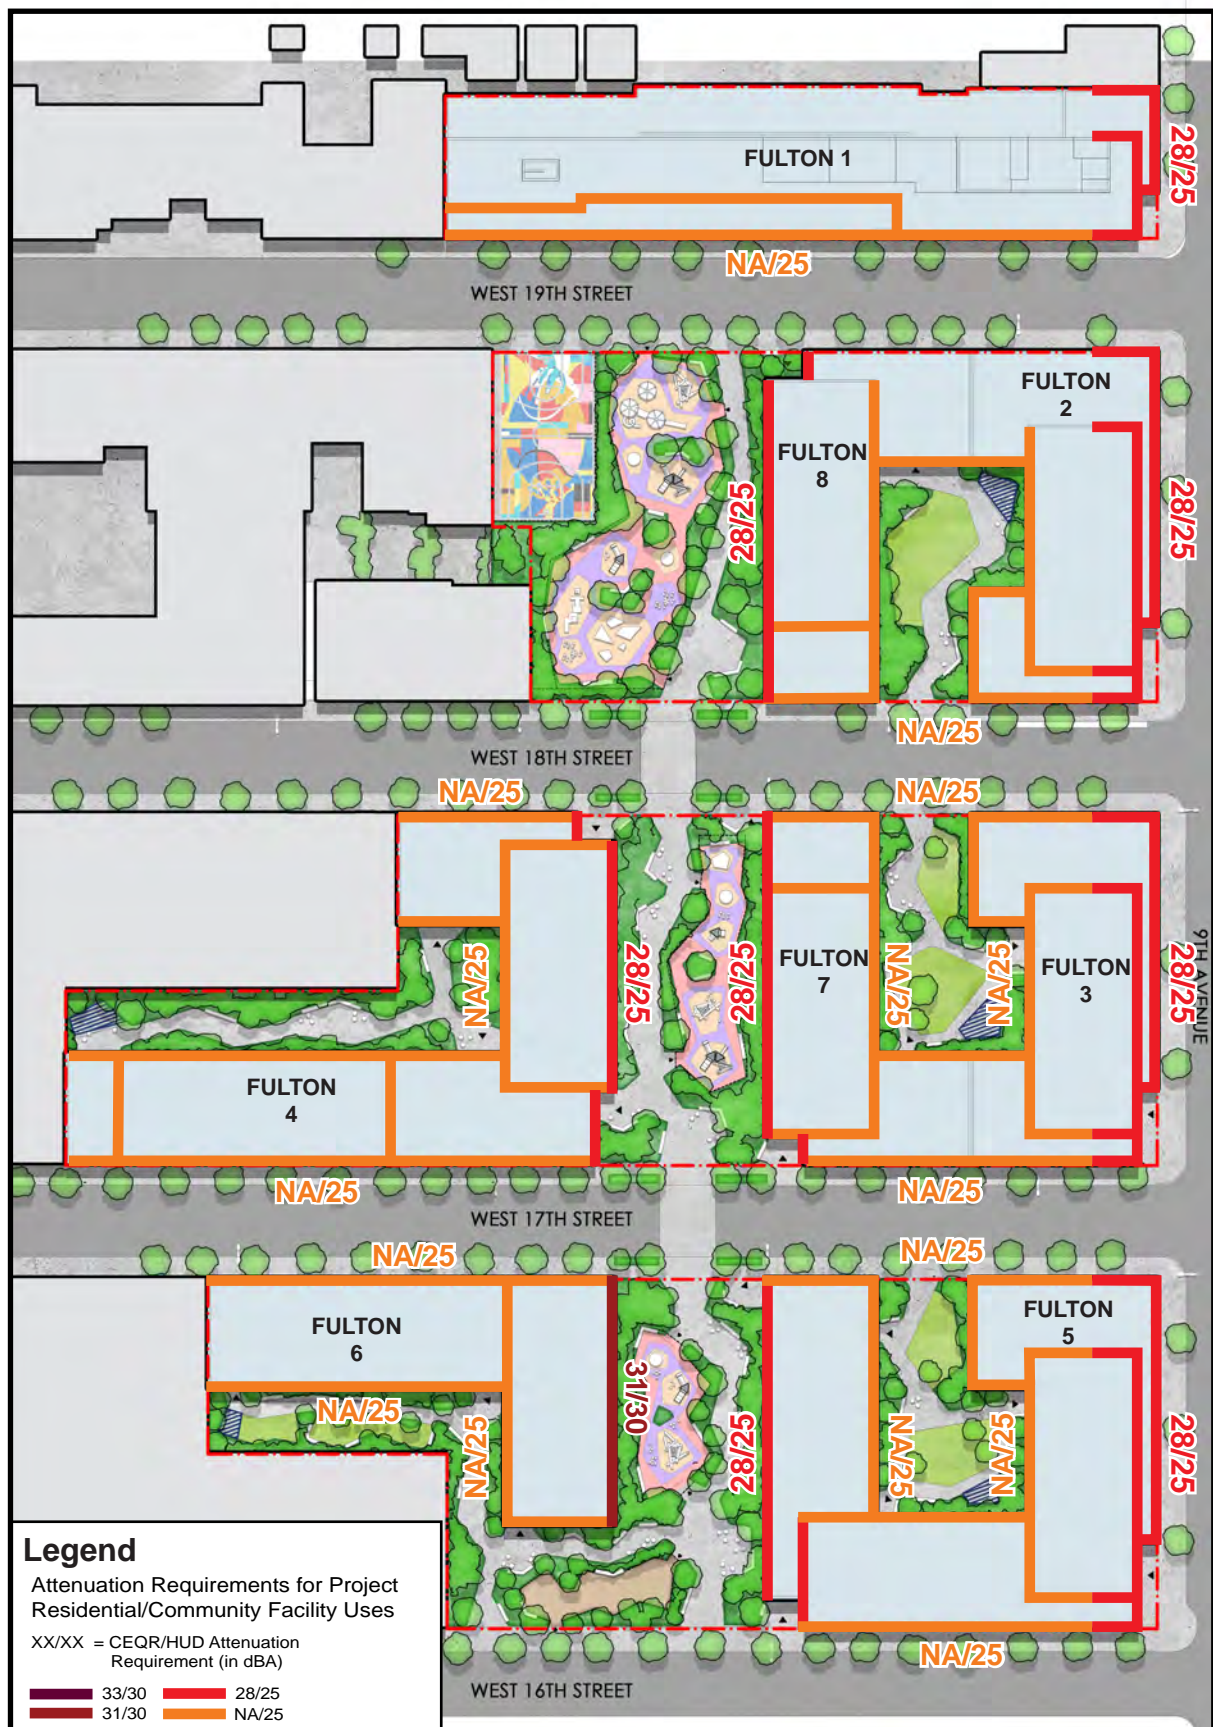 FULTON 1
28/25
NA/25
WEST 19TH STREET
FULTON
2
FULTON
8
28/25
28/25
NA/25
WEST 18TH STREET
NA/25
NA/25
FULTON
7
FULTON
3
NA/25
28/25
28/25
NA/25
NA/25
28/25
9TH AVENUE
FULTON
4
NA/25
NA/25
WEST 17TH STREET
NA/25
NA/25
FULTON
6
FULTON
5
31/30
NA/25
NA/25
28/25
NA/25
NA/25
28/25
NA/25
WEST 16TH STREET
Legend
Attenuation Requirements for Project
Residential/Community Facility Uses
XX/XX = CEQR/HUD Attenuation
Requirement (in dBA)
33/30 28/25
31/30 NA/25